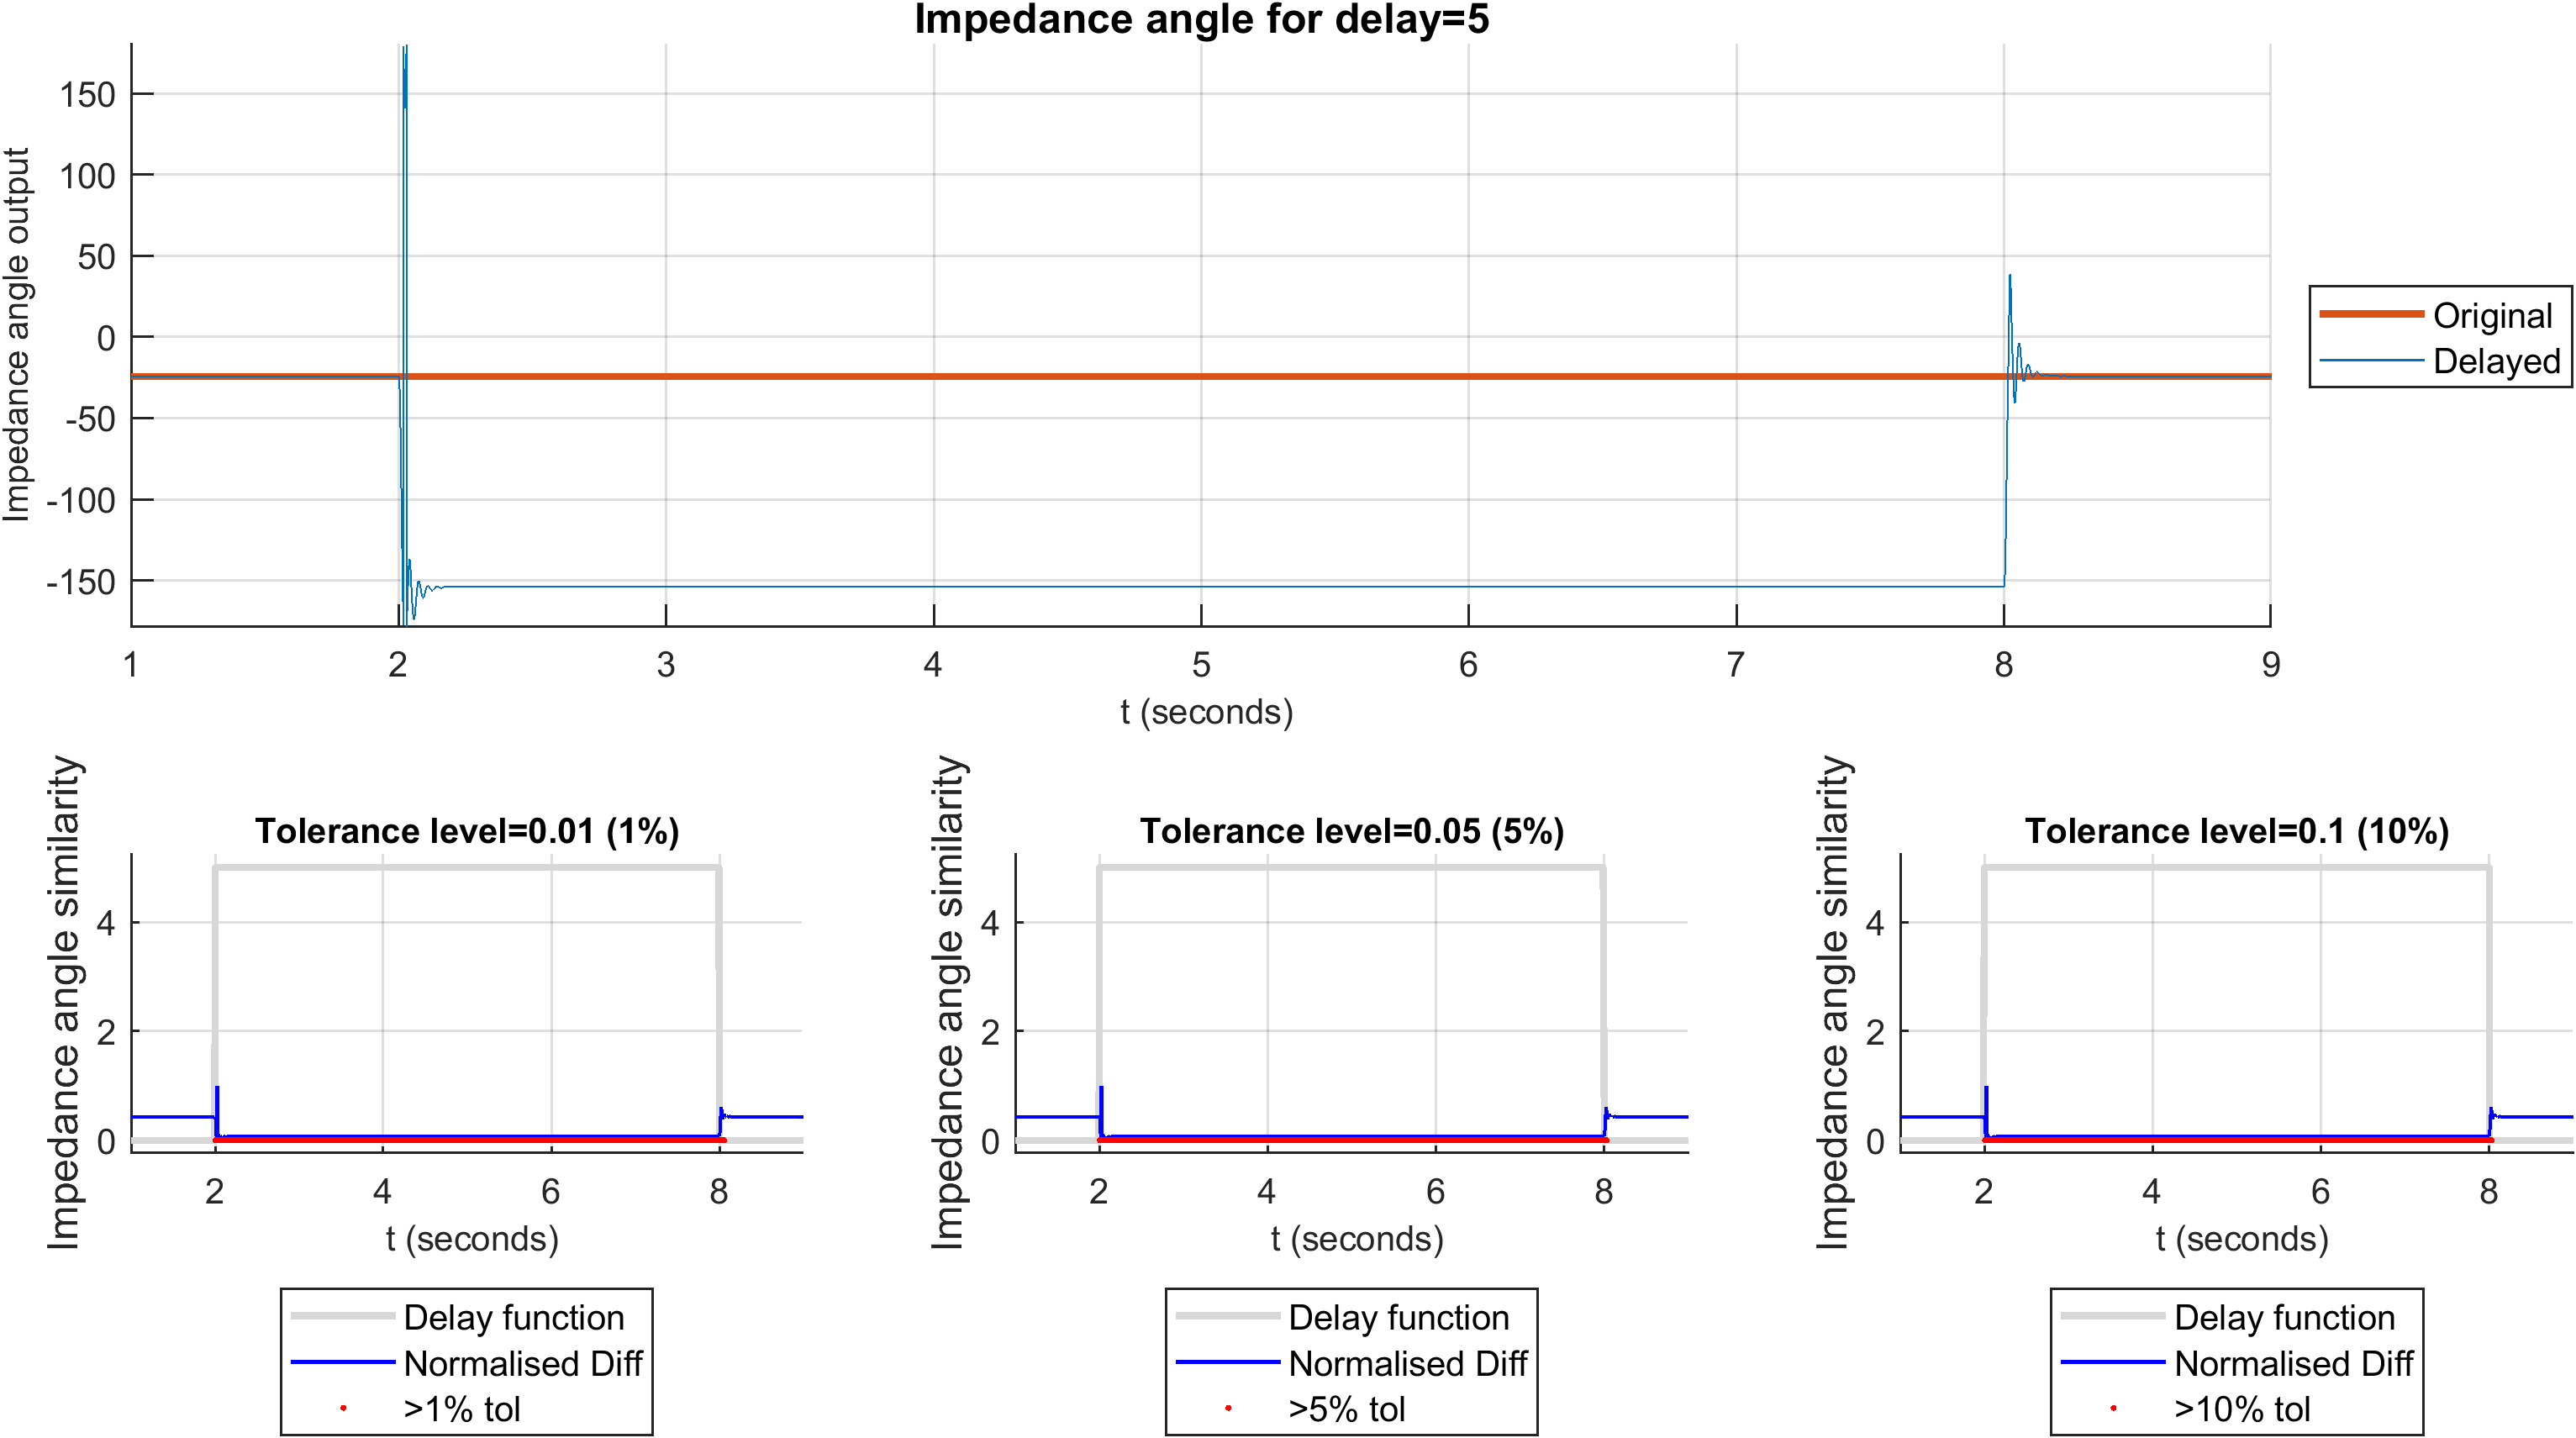 Impedance angle for delay=5
Impedance angle output
150
100
50
0
-50
-100
-150
1 2 3 4 5 6 7 8 9
t (seconds)
Original
Delayed
Tolerance level=0.01 (1%)
Impedance angle similarity
4
2
0
2 4 6 8
t (seconds)
Delay function
Normalised Diff
>1% tol
Tolerance level=0.05 (5%)
Impedance angle similarity
4
2
0
2 4 6 8
t (seconds)
Delay function
Normalised Diff
>5% tol
Tolerance level=0.1 (10%)
Impedance angle similarity
4
2
0
2 4 6 8
t (seconds)
Delay function
Normalised Diff
>10% tol